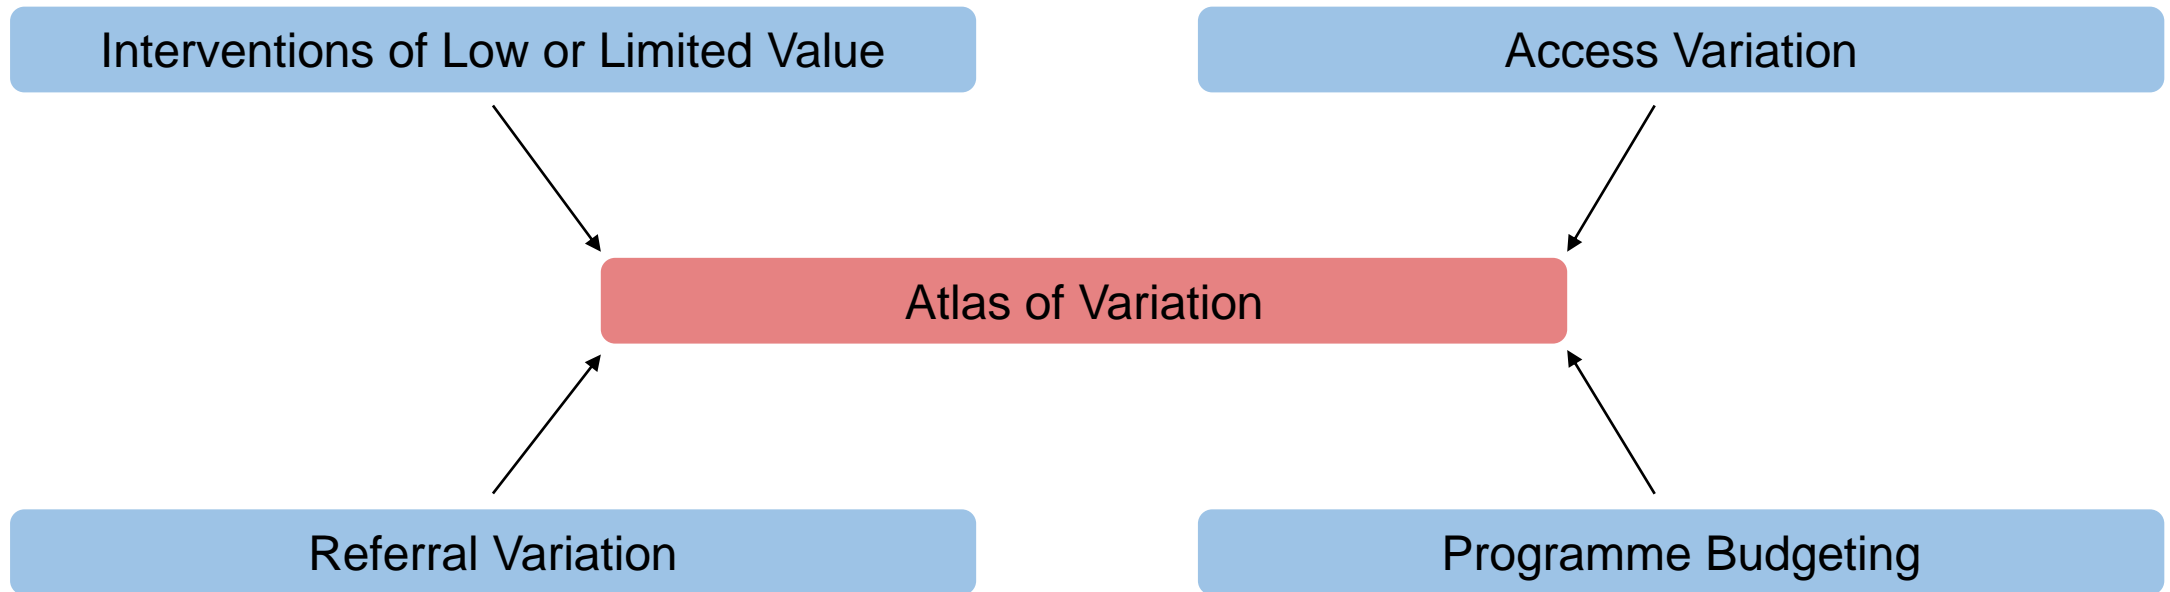 Interventions of Low or Limited Value
Access Variation
Atlas of Variation
Referral Variation
Programme Budgeting